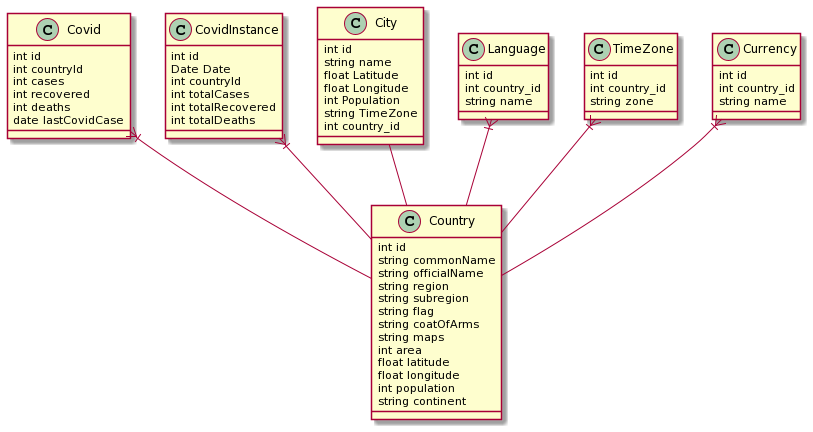 C Covid
int id
int countryId
int cases
int recovered
int deaths
date lastCovidCase
C CovidInstance
int id
Date Date
int countryId
int totalCases
int totalRecovered
int totalDeaths
C City
int id
string name
float Latitude
float Longitude
int Population
string TimeZone
int country_id
C Language
int id
int country_id
string name
C TimeZone
int id
int country_id
string zone
C Currency
int id
int country_id
string name
C Country
int id
string commonName
string officialName
string region
string subregion
string flag
string coatOfArms
string maps
int area
float latitude
float longitude
int population
string continent